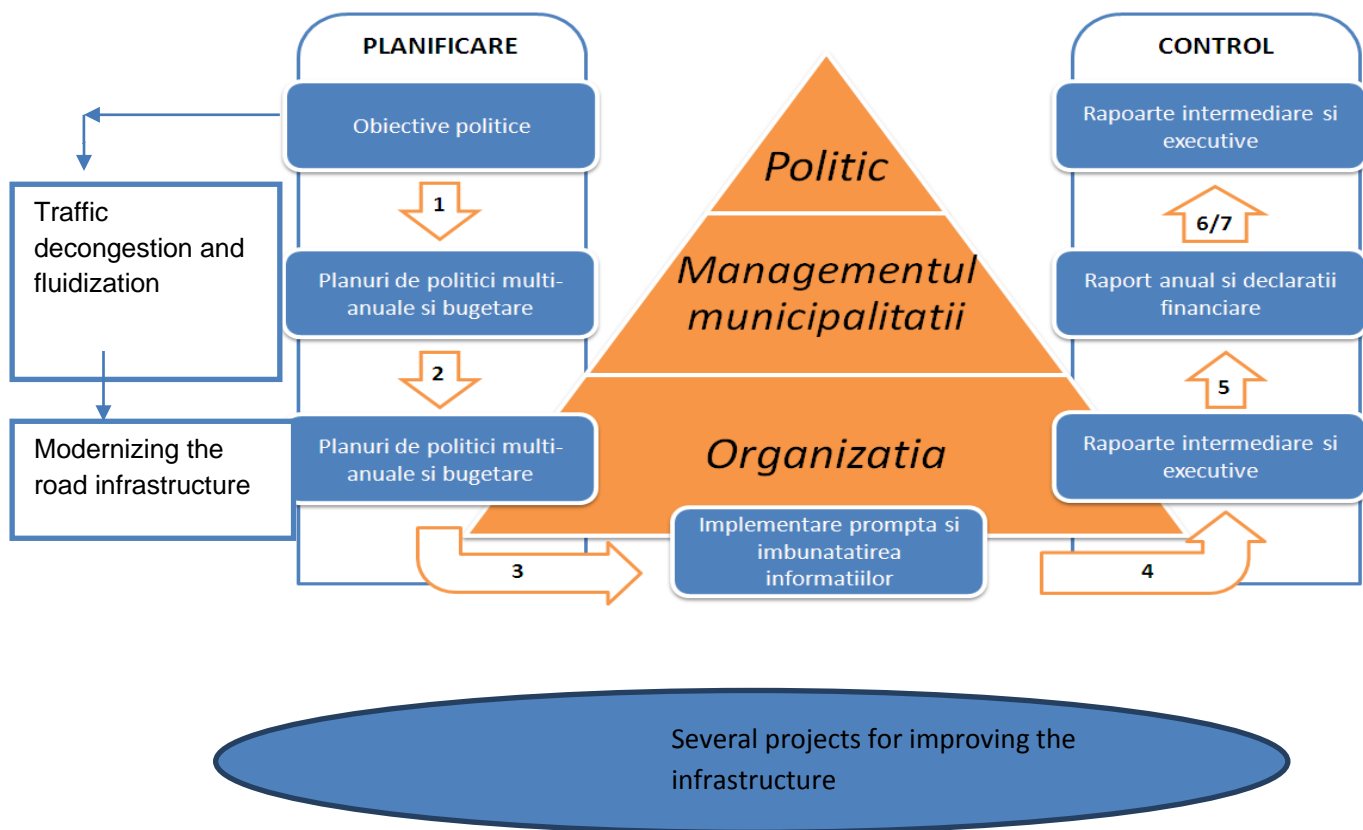 PLANIFICARE
CONTROL
Obiective politice
Rapoarte intermediare si
executive
Politic
1
6/7
Traffic
decongestion and
fluidization
Planuri de politici multi-
anuale si bugetare
Managementul
municipalitatii
Raport anual si declaratii
financiare
2
5
Modernizing the
road infrastructure
Planuri de politici multi-
anuale si bugetare
Organizatia
Rapoarte intermediare si
executive
Implementare prompta si
imbunatatirea
informatiilor
3
4
Several projects for improving the
infrastructure